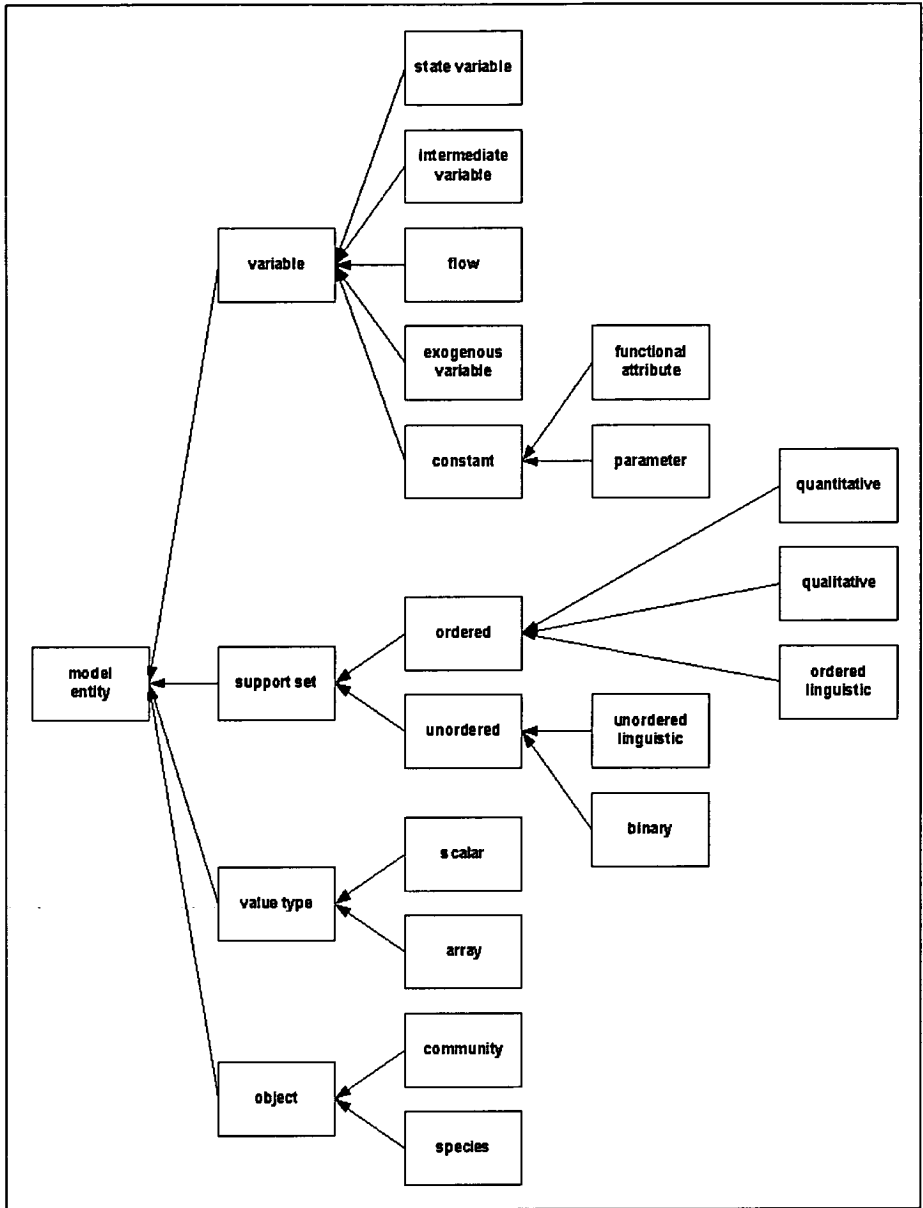 state variable
intermediate
variable
variable
flow
exogenous
variable
functional
attribute
constant
parameter
quantitative
qualitative
ordered
ordered
linguistic
model
entity
support set
unordered
unordered
linguistic
binary
scalar
value type
array
community
object
species